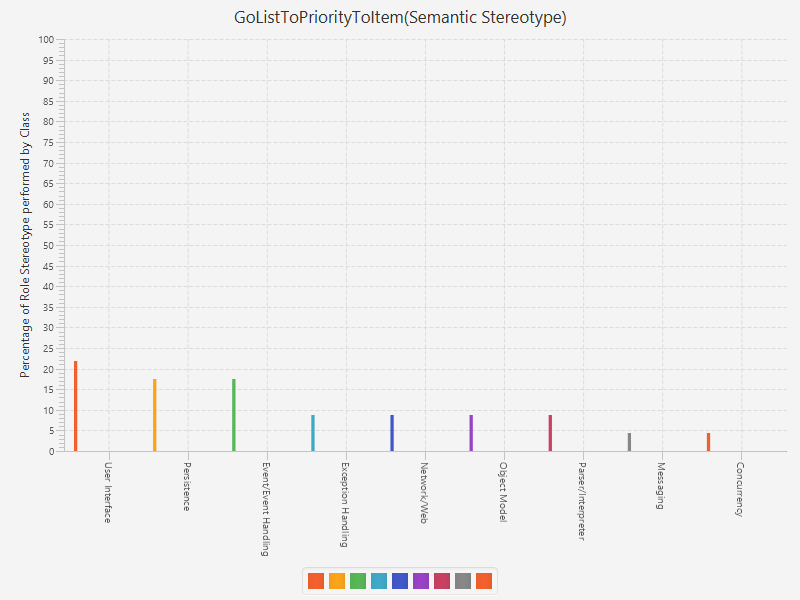 GoListToPriorityToItem(Semantic Stereotype)
Percentage of Role Stereotype performed by Class
100
95
90
85
80
75
70
65
60
55
50
45
40
35
30
25
20
15
10
5
0
User Interface
Persistence
Event/Event Handling
Exception Handling
Network/Web
Object Model
Parser/Interpreter
Messaging
Concurrency